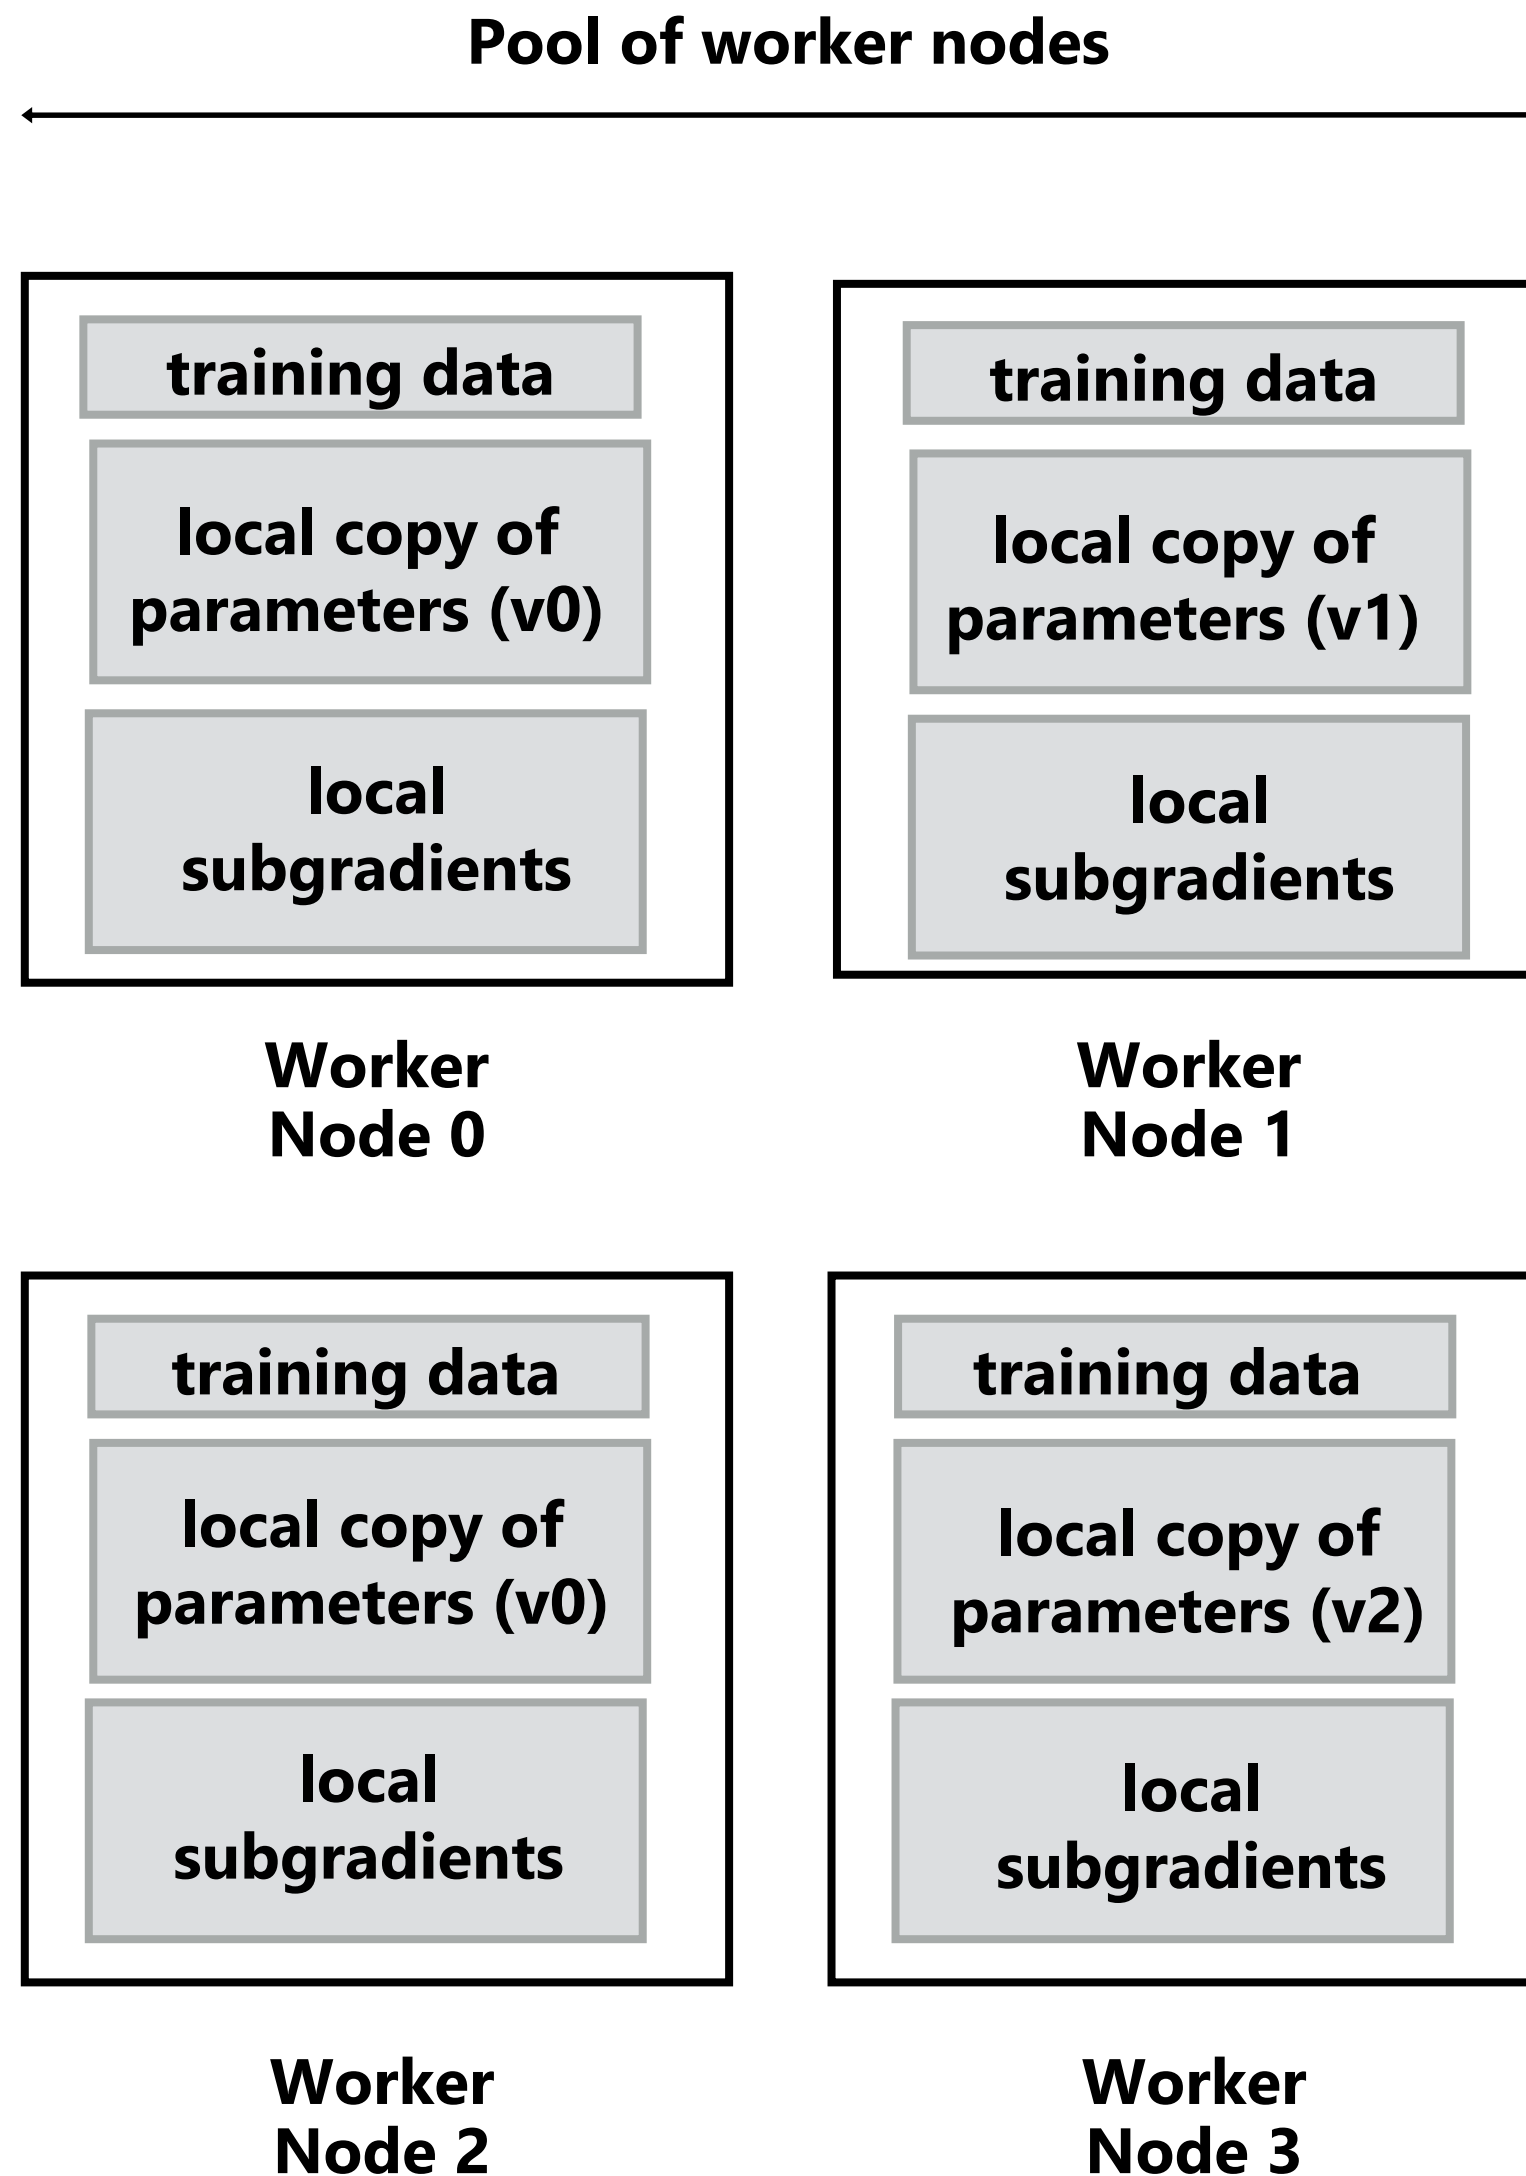 Pool of worker nodes
training data
local copy of
parameters (v0)
local
subgradients
Worker
Node 0
training data
local copy of
parameters (v1)
local
subgradients
Worker
Node 1
training data
local copy of
parameters (v0)
local
subgradients
Worker
Node 2
training data
local copy of
parameters (v2)
local
subgradients
Worker
Node 3